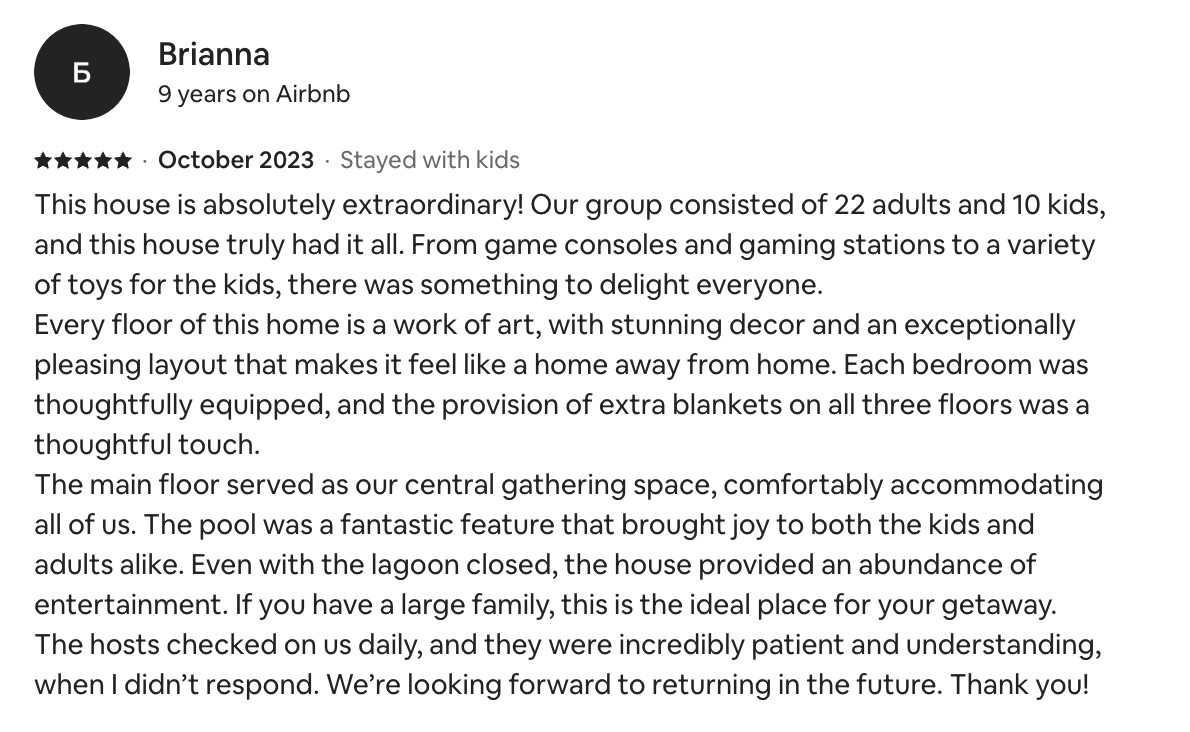 Б
Brianna
9 years on Airbnb
★★★★★ · October 2023 · Stayed with kids
This house is absolutely extraordinary! Our group consisted of 22 adults and 10 kids,
and this house truly had it all. From game consoles and gaming stations to a variety
of toys for the kids, there was something to delight everyone.
Every floor of this home is a work of art, with stunning decor and an exceptionally
pleasing layout that makes it feel like a home away from home. Each bedroom was
thoughtfully equipped, and the provision of extra blankets on all three floors was a
thoughtful touch.
The main floor served as our central gathering space, comfortably accommodating
all of us. The pool was a fantastic feature that brought joy to both the kids and
adults alike. Even with the lagoon closed, the house provided an abundance of
entertainment. If you have a large family, this is the ideal place for your getaway.
The hosts checked on us daily, and they were incredibly patient and understanding,
when I didn’t respond. We’re looking forward to returning in the future. Thank you!